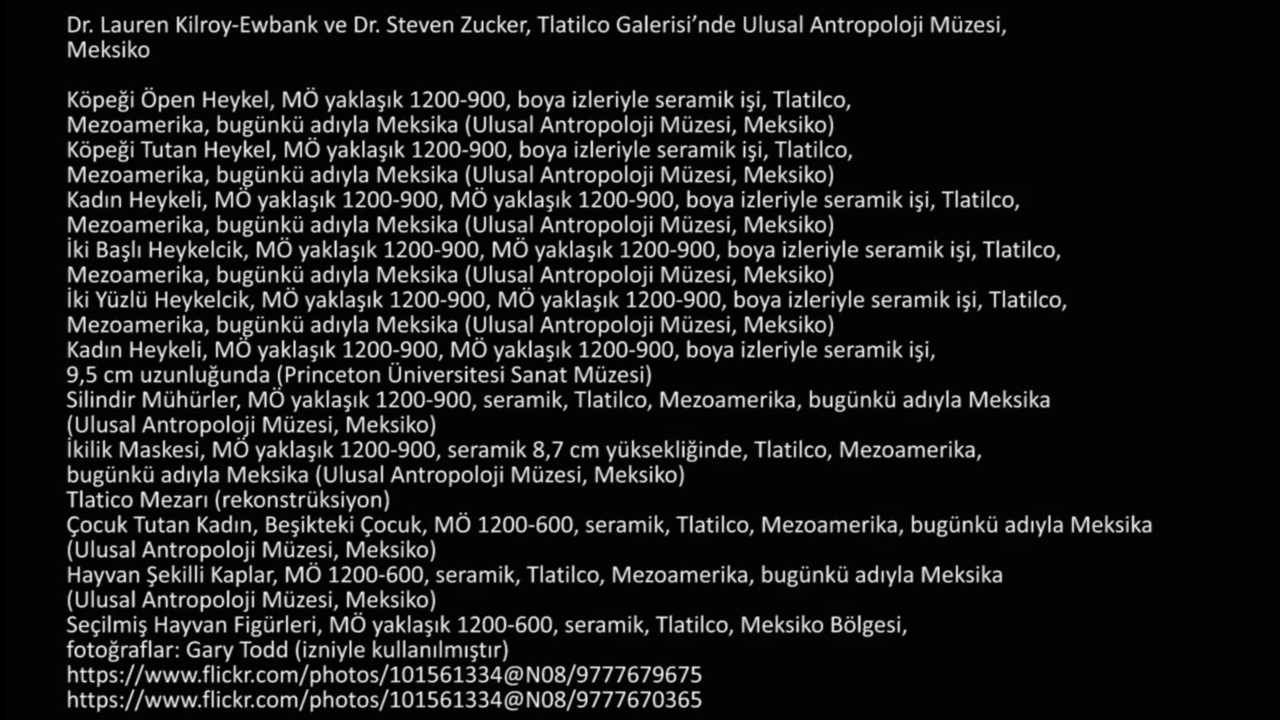 Dr. Lauren Kilroy-Ewbank ve Dr. Steven Zucker, Tlatilco Galerisi’nde Ulusal Antropoloji Müzesi,
Meksiko
Köpeği Öpen Heykel, MÖ yaklaşık 1200-900, boya izleriyle seramik işi, Tlatilco,
Mezoamerika, bugünkü adıyla Meksika (Ulusal Antropoloji Müzesi, Meksiko)
Köpeği Tutan Heykel, MÖ yaklaşık 1200-900, boya izleriyle seramik işi, Tlatilco,
Mezoamerika, bugünkü adıyla Meksika (Ulusal Antropoloji Müzesi, Meksiko)
Kadın Heykeli, MÖ yaklaşık 1200-900, MÖ yaklaşık 1200-900, boya izleriyle seramik işi, Tlatilco,
Mezoamerika, bugünkü adıyla Meksika (Ulusal Antropoloji Müzesi, Meksiko)
İki Başlı Heykelcik, MÖ yaklaşık 1200-900, MÖ yaklaşık 1200-900, boya izleriyle seramik işi, Tlatilco,
Mezoamerika, bugünkü adıyla Meksika (Ulusal Antropoloji Müzesi, Meksiko)
İki Yüzlü Heykelcik, MÖ yaklaşık 1200-900, MÖ yaklaşık 1200-900, boya izleriyle seramik işi, Tlatilco,
Mezoamerika, bugünkü adıyla Meksika (Ulusal Antropoloji Müzesi, Meksiko)
Kadın Heykeli, MÖ yaklaşık 1200-900, MÖ yaklaşık 1200-900, boya izleriyle seramik işi,
9,5 cm uzunluğunda (Princeton Üniversitesi Sanat Müzesi)
Silindir Mühürler, MÖ yaklaşık 1200-900, seramik, Tlatilco, Mezoamerika, bugünkü adıyla Meksika
(Ulusal Antropoloji Müzesi, Meksiko)
İkilik Maskesi, MÖ yaklaşık 1200-900, seramik 8,7 cm yüksekliğinde, Tlatilco, Mezoamerika,
bugünkü adıyla Meksika (Ulusal Antropoloji Müzesi, Meksiko)
Tlatico Mezarı (rekonstrüksiyon)
Çocuk Tutan Kadın, Beşikteki Çocuk, MÖ 1200-600, seramik, Tlatilco, Mezoamerika, bugünkü adıyla Meksika
(Ulusal Antropoloji Müzesi, Meksiko)
Hayvan Şekilli Kaplar, MÖ 1200-600, seramik, Tlatilco, Mezoamerika, bugünkü adıyla Meksika
(Ulusal Antropoloji Müzesi, Meksiko)
Seçilmiş Hayvan Figürleri, MÖ yaklaşık 1200-600, seramik, Tlatilco, Meksiko Bölgesi,
fotoğraflar: Gary Todd (izniyle kullanılmıştır)
https://www.flickr.com/photos/101561334@N08/9777679675
https://www.flickr.com/photos/101561334@N08/9777670365